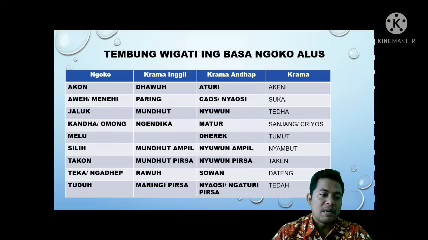 KINEMASTER
TEMBUNG WIGATI ING BASA NGOKO ALUS
Ngoko Krama Inggil Krama Andhap Krama
AKON DHAWUH ATURI AKEN
AWEH/ MENEHI PARING CAOS/ NYAOSI SUKA
JALUK MUNDHUT NYUWUN TEDHA
KANDHA/ OMONG NGENDIKA MATUR SANJANG/ CRIYOS
MELU DHEREK TUMUT
SILIH MUNDHUT AMPIL NYUWUN AMPIL NYAMBUT
TAKON MUNDHUT PIRSA NYUWUN PIRSA TAKEN
TEKA/ NGADHEP RAWUH SOWAN DATENG
TUDUH MARINGI PIRSA NYAOSI/ NGATURI PIRSA TEDAH